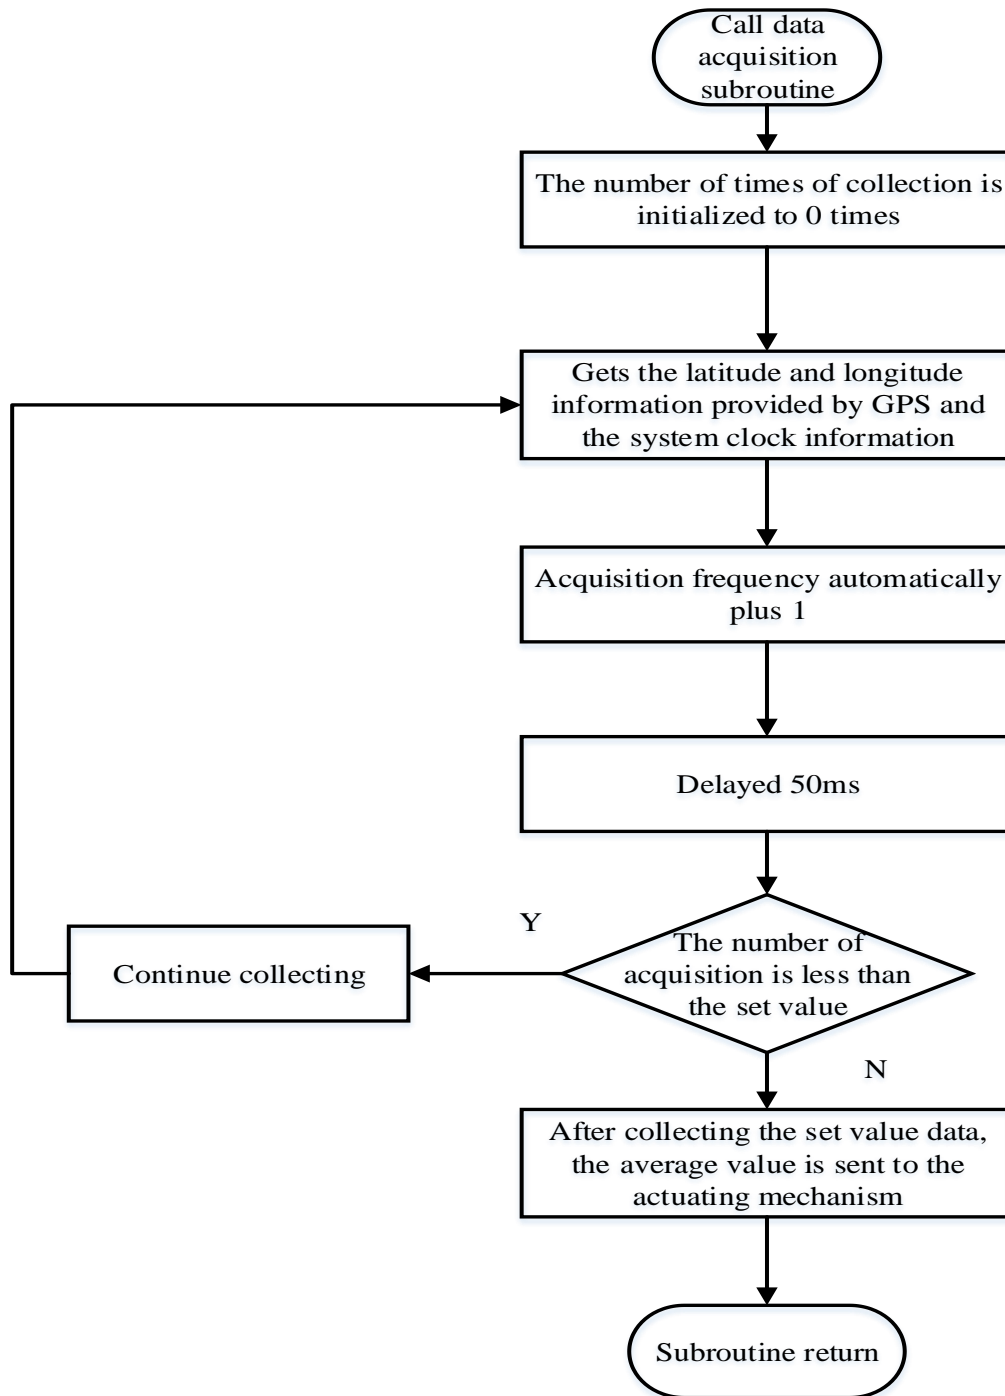 Call data
acquisition
subroutine
The number of times of collection is
initialized to 0 times
Gets the latitude and longitude
information provided by GPS and
the system clock information
Acquisition frequency automatically
plus 1
Delayed 50ms
Y
The number of
acquisition is less than
the set value
Continue collecting
N
After collecting the set value data,
the average value is sent to the
actuating mechanism
Subroutine return